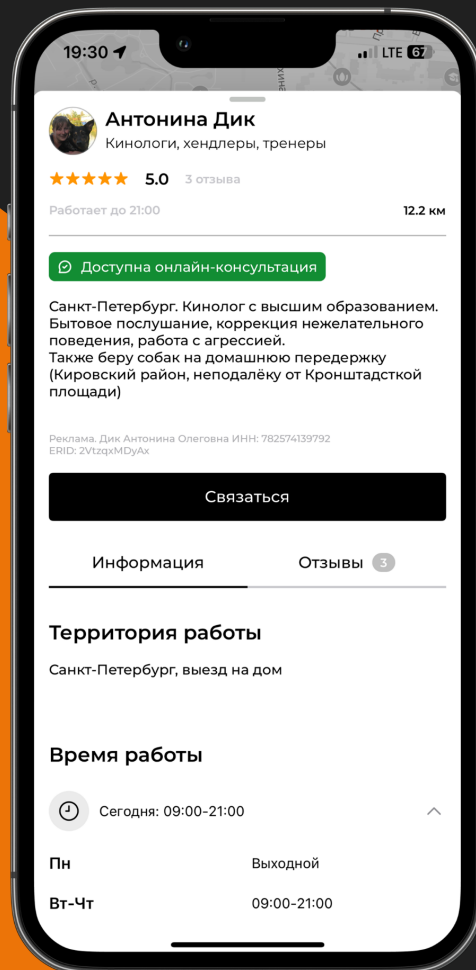 19:30
LTE 67
Антонина Дик
Кинологи, хендлеры, тренеры
5.0 3 отзыва
Работает до 21:00 12.2 км
Доступна онлайн-консультация
Санкт-Петербург. Кинолог с высшим образованием.
Бытовое послушание, коррекция нежелательного
поведения, работа с агрессией.
Также беру собак на домашнюю передержку
(Кировский район, неподалёку от Кронштадсткой
площади)
Реклама. Дик Антонина Олеговна ИНН: 782574139792
ERID: 2VtzqxMDyAx
Связаться
Информация Отзывы 3
Территория работы
Санкт-Петербург, выезд на дом
Время работы
Сегодня: 09:00-21:00
Пн Выходной
Вт-Чт 09:00-21:00